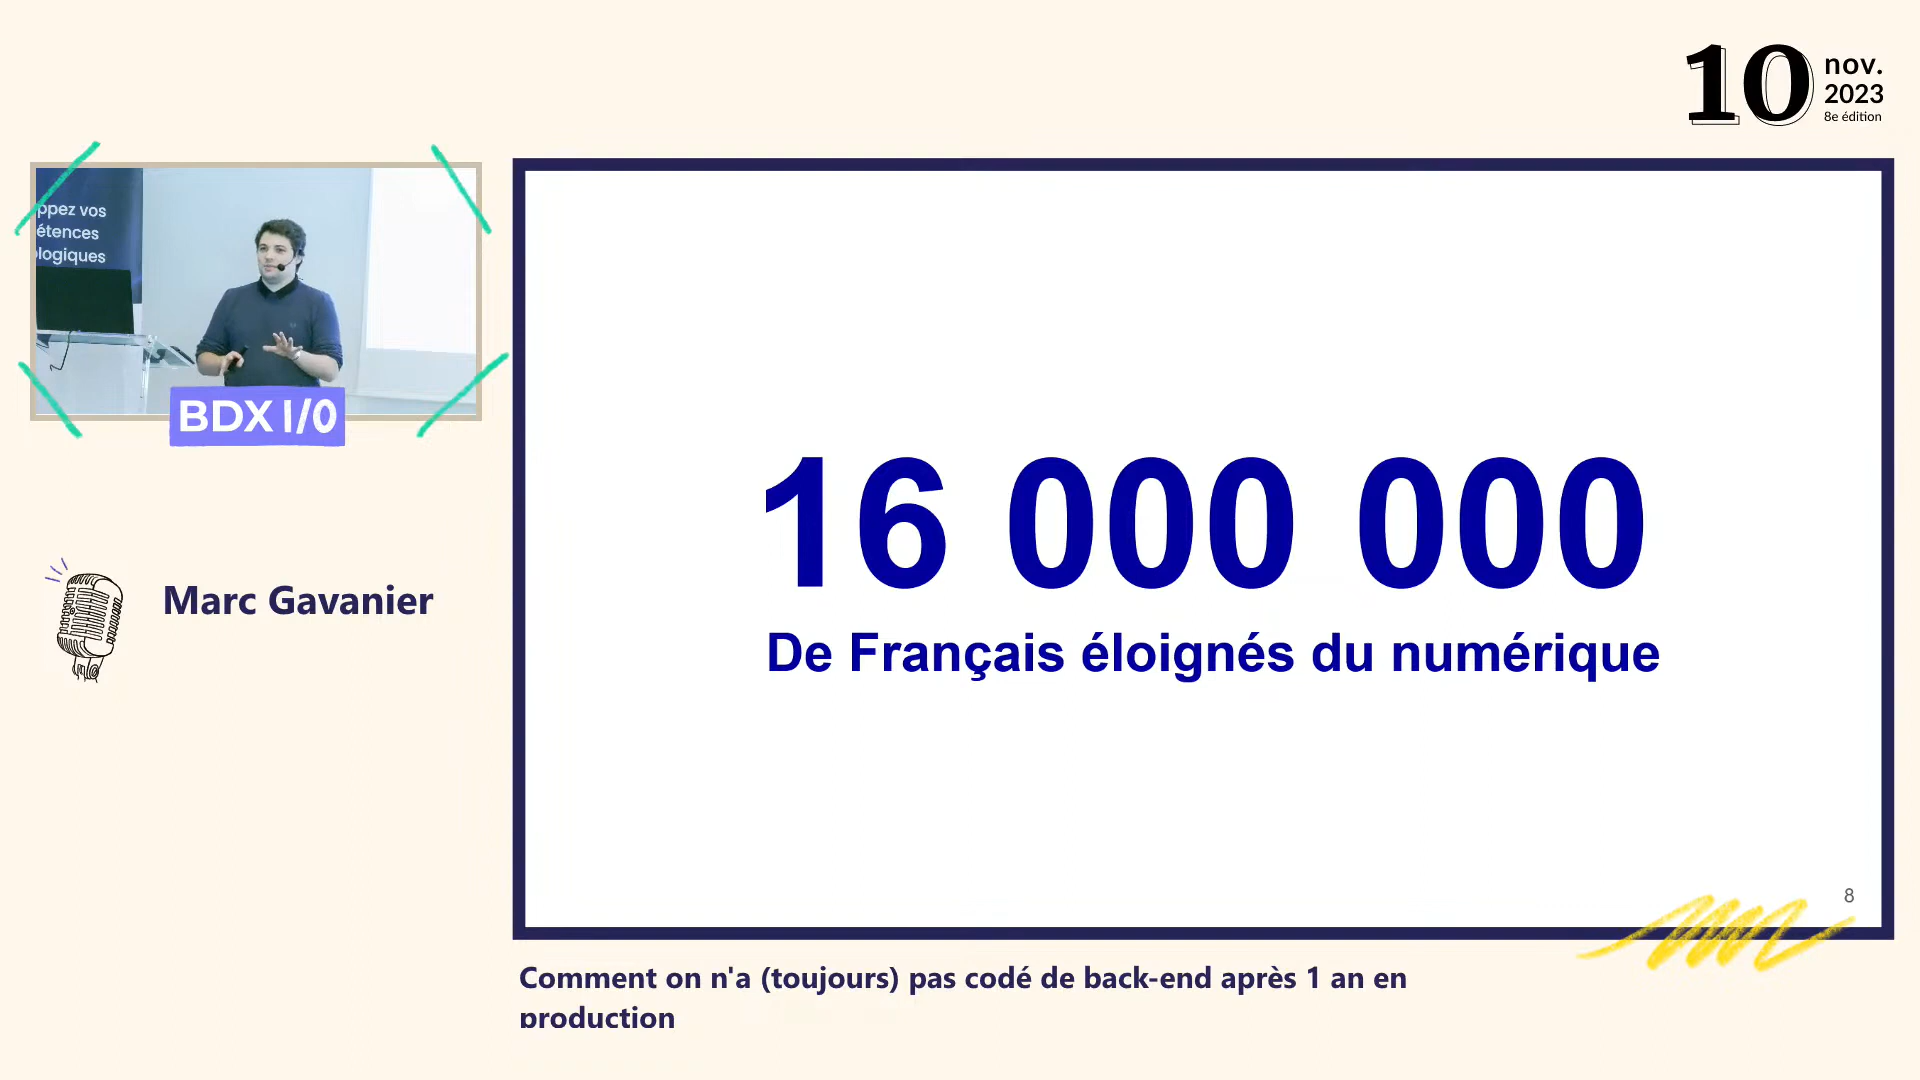 10
nov.
2023
8e édition
ppez vos
étences
ologiques
BDX I/O
Marc Gavanier
16 000 000
De Français éloignés du numérique
8
Comment on n'a (toujours) pas codé de back-end après 1 an en
production